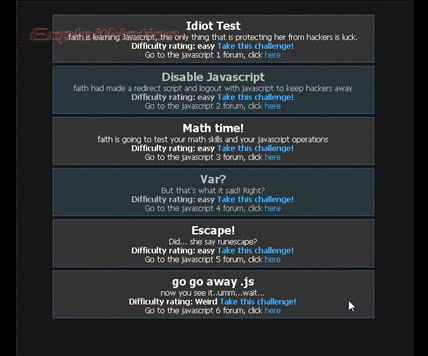 Idiot Test
faith is learning Javascript, the only thing that is protecting her from hackers is luck.
Difficulty rating: easy Take this challenge!
Go to the javascript 1 forum, click here
Disable Javascript
faith had made a redirect script and logout with javascript to keep hackers away
Difficulty rating: easy Take this challenge!
Go to the javascript 2 forum, click here
Math time!
faith is going to test your math skills and your javascript operations
Difficulty rating: easy Take this challenge!
Go to the javascript 3 forum, click here
Var?
But that's what it said! Right?
Difficulty rating: easy Take this challenge!
Go to the javascript 4 forum, click here
Escape!
Did... she say runescape?
Difficulty rating: easy Take this challenge!
Go to the javascript 5 forum, click here
go go away .js
now you see it..umm...wait...
Difficulty rating: Weird Take this challenge!
Go to the javascript 6 forum, click here